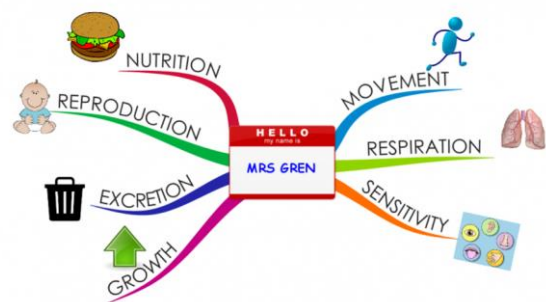 HELLO
my name is
MRS GREN
MOVEMENT
RESPIRATION
SENSITIVITY
GROWTH
EXCRETION
REPRODUCTION
NUTRITION